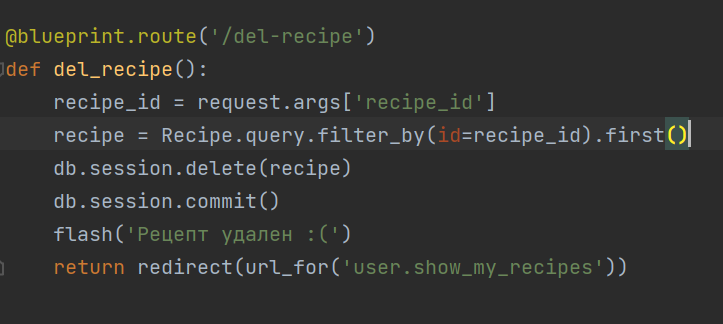 @blueprint.route('/del-recipe')
def del_recipe():
    recipe_id = request.args['recipe_id']
    recipe = Recipe.query.filter_by(id=recipe_id).first()
    db.session.delete(recipe)
    db.session.commit()
    flash('Рецепт удален :(')
    return redirect(url_for('user.show_my_recipes'))